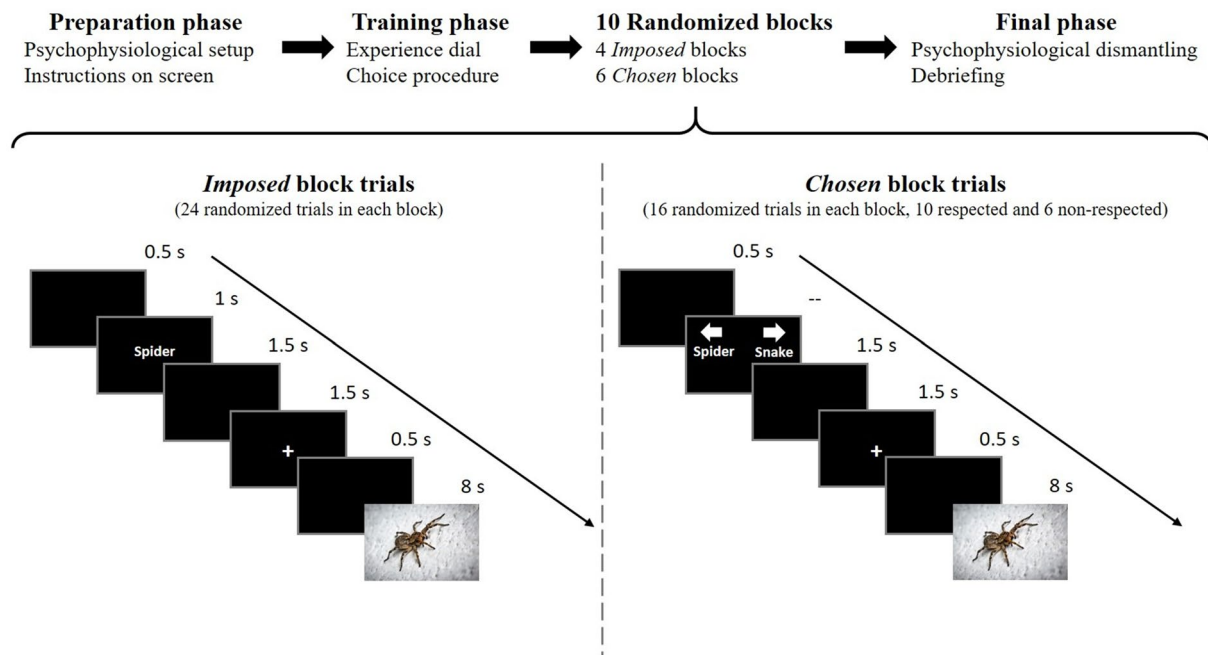 Preparation phase
Psychophysiological setup
Instructions on screen
Training phase
Experience dial
Choice procedure
10 Randomized blocks
4 Imposed blocks
6 Chosen blocks
Final phase
Psychophysiological dismantling
Debriefing
Imposed block trials
(24 randomized trials in each block)
0.5 s
1 s
Spider
1.5 s
1.5 s
+
0.5 s
8 s
Chosen block trials
(16 randomized trials in each block, 10 respected and 6 non-respected)
0.5 s
--
Spider Snake
1.5 s
1.5 s
+
0.5 s
8 s